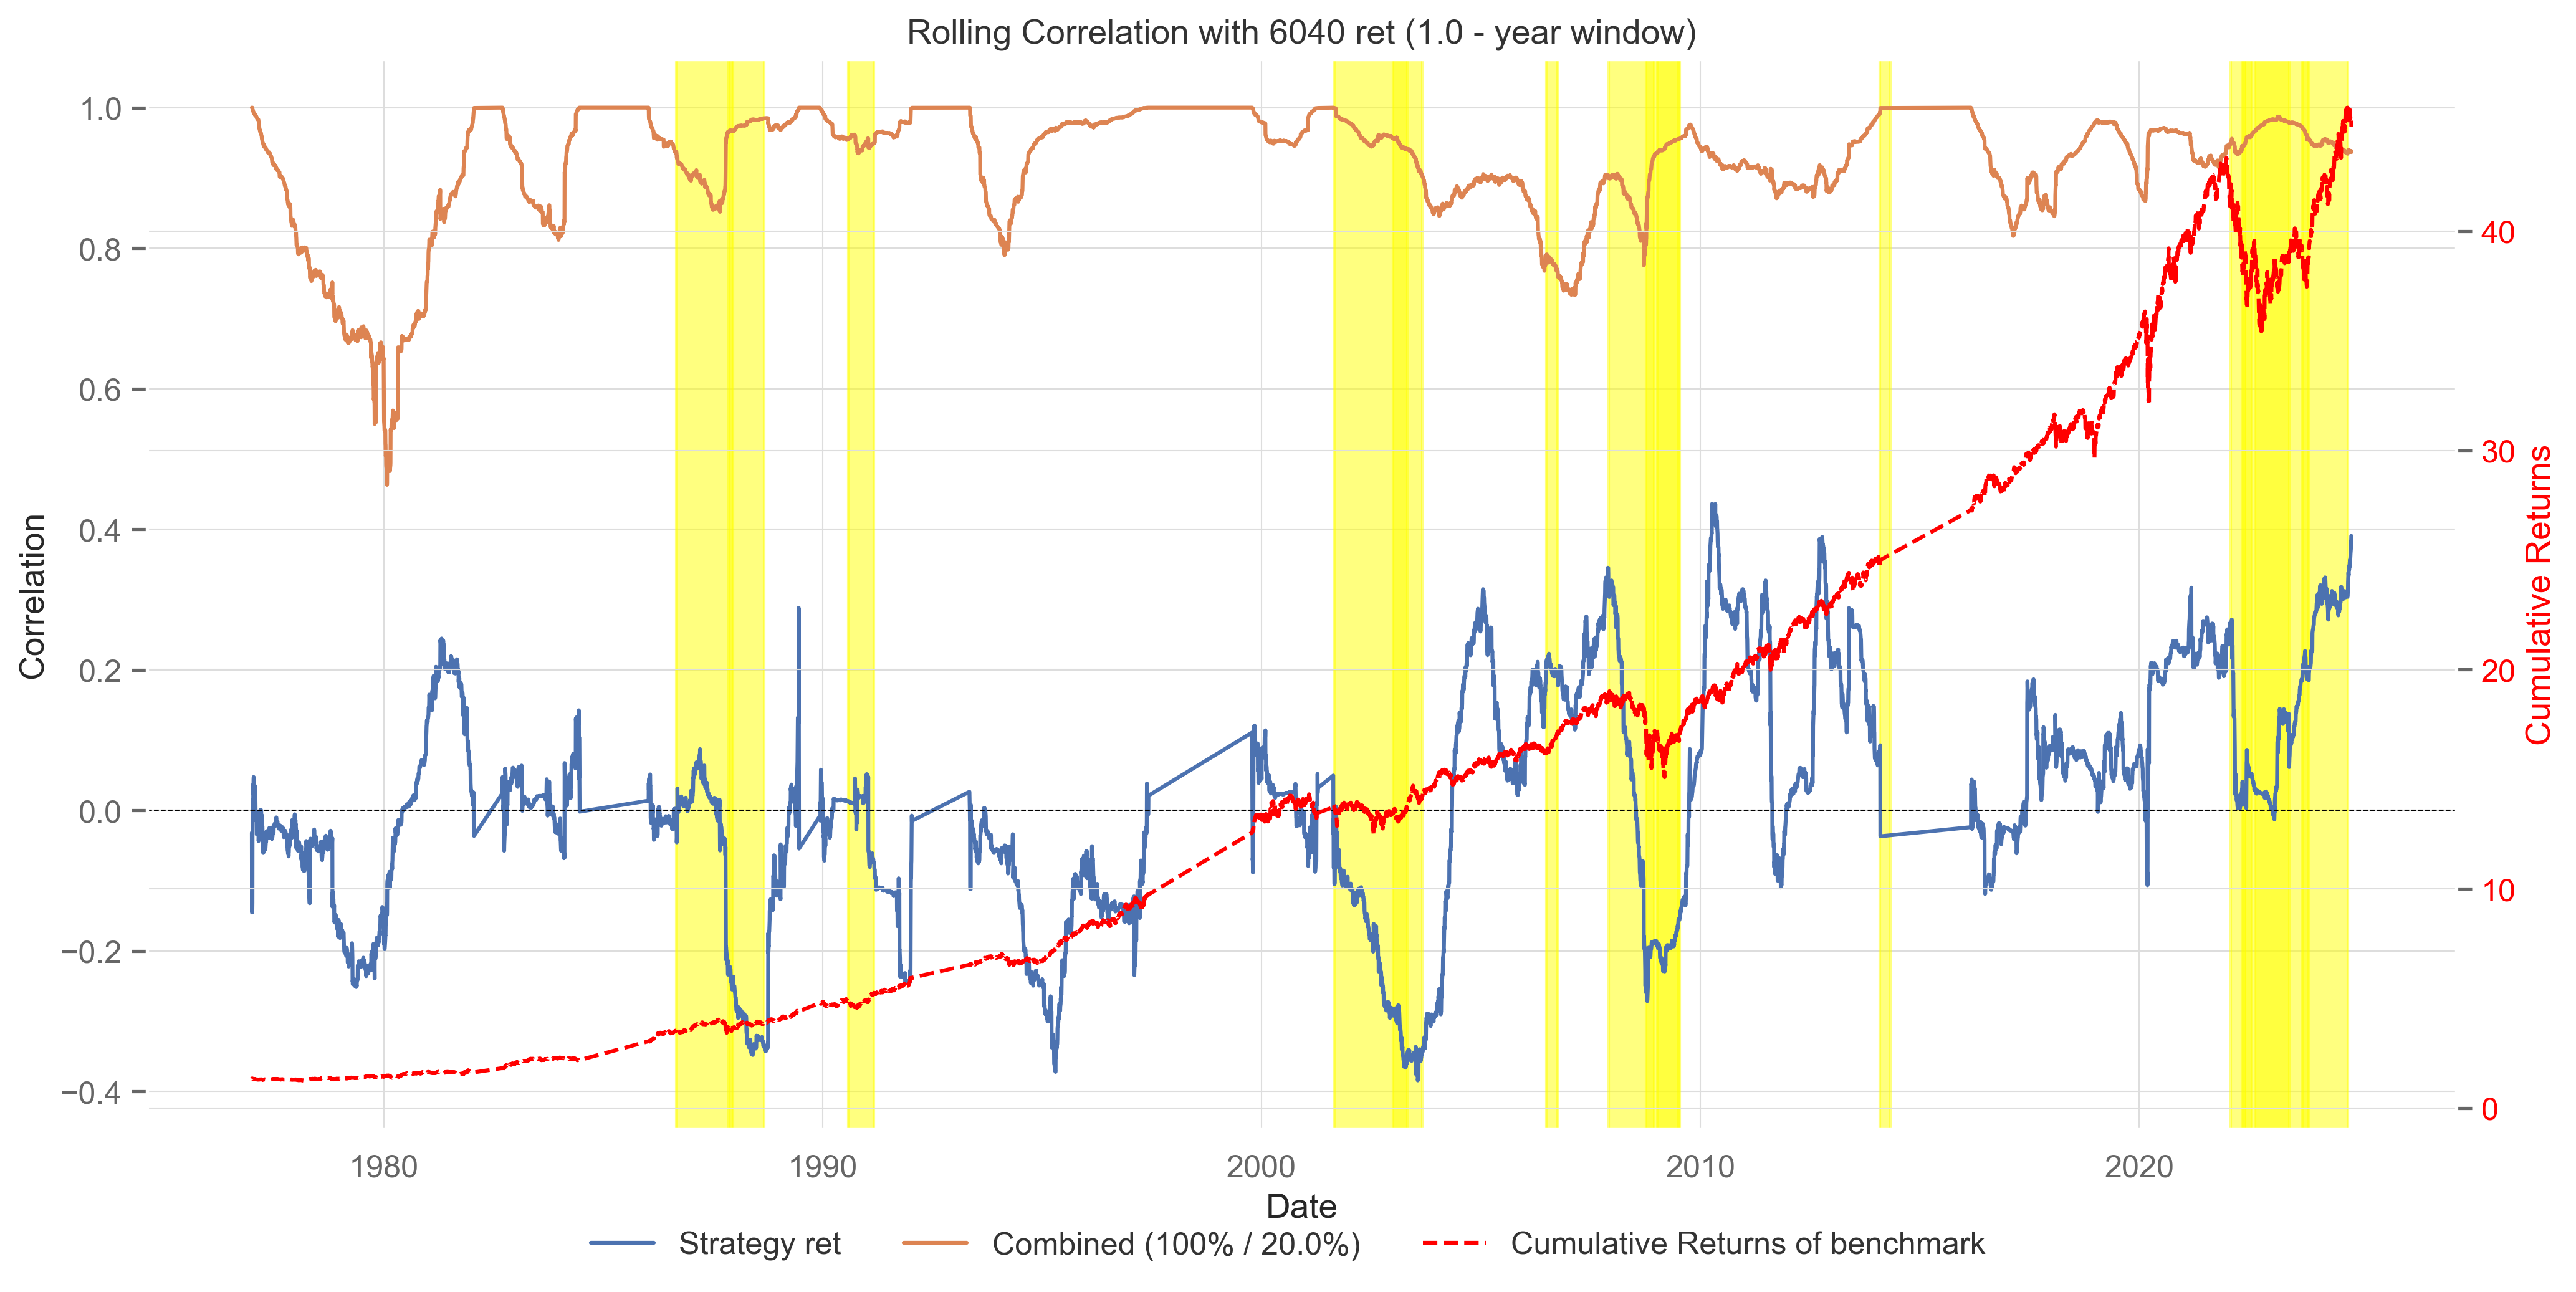 Rolling Correlation with 6040 ret (1.0 - year window)
1.0
0.8
0.6
0.4
0.2
0.0
−0.2
−0.4
Correlation
40
30
20
10
0
Cumulative Returns
1980 1990 2000 2010 2020
Date
Strategy ret Combined (100% / 20.0%) Cumulative Returns of benchmark